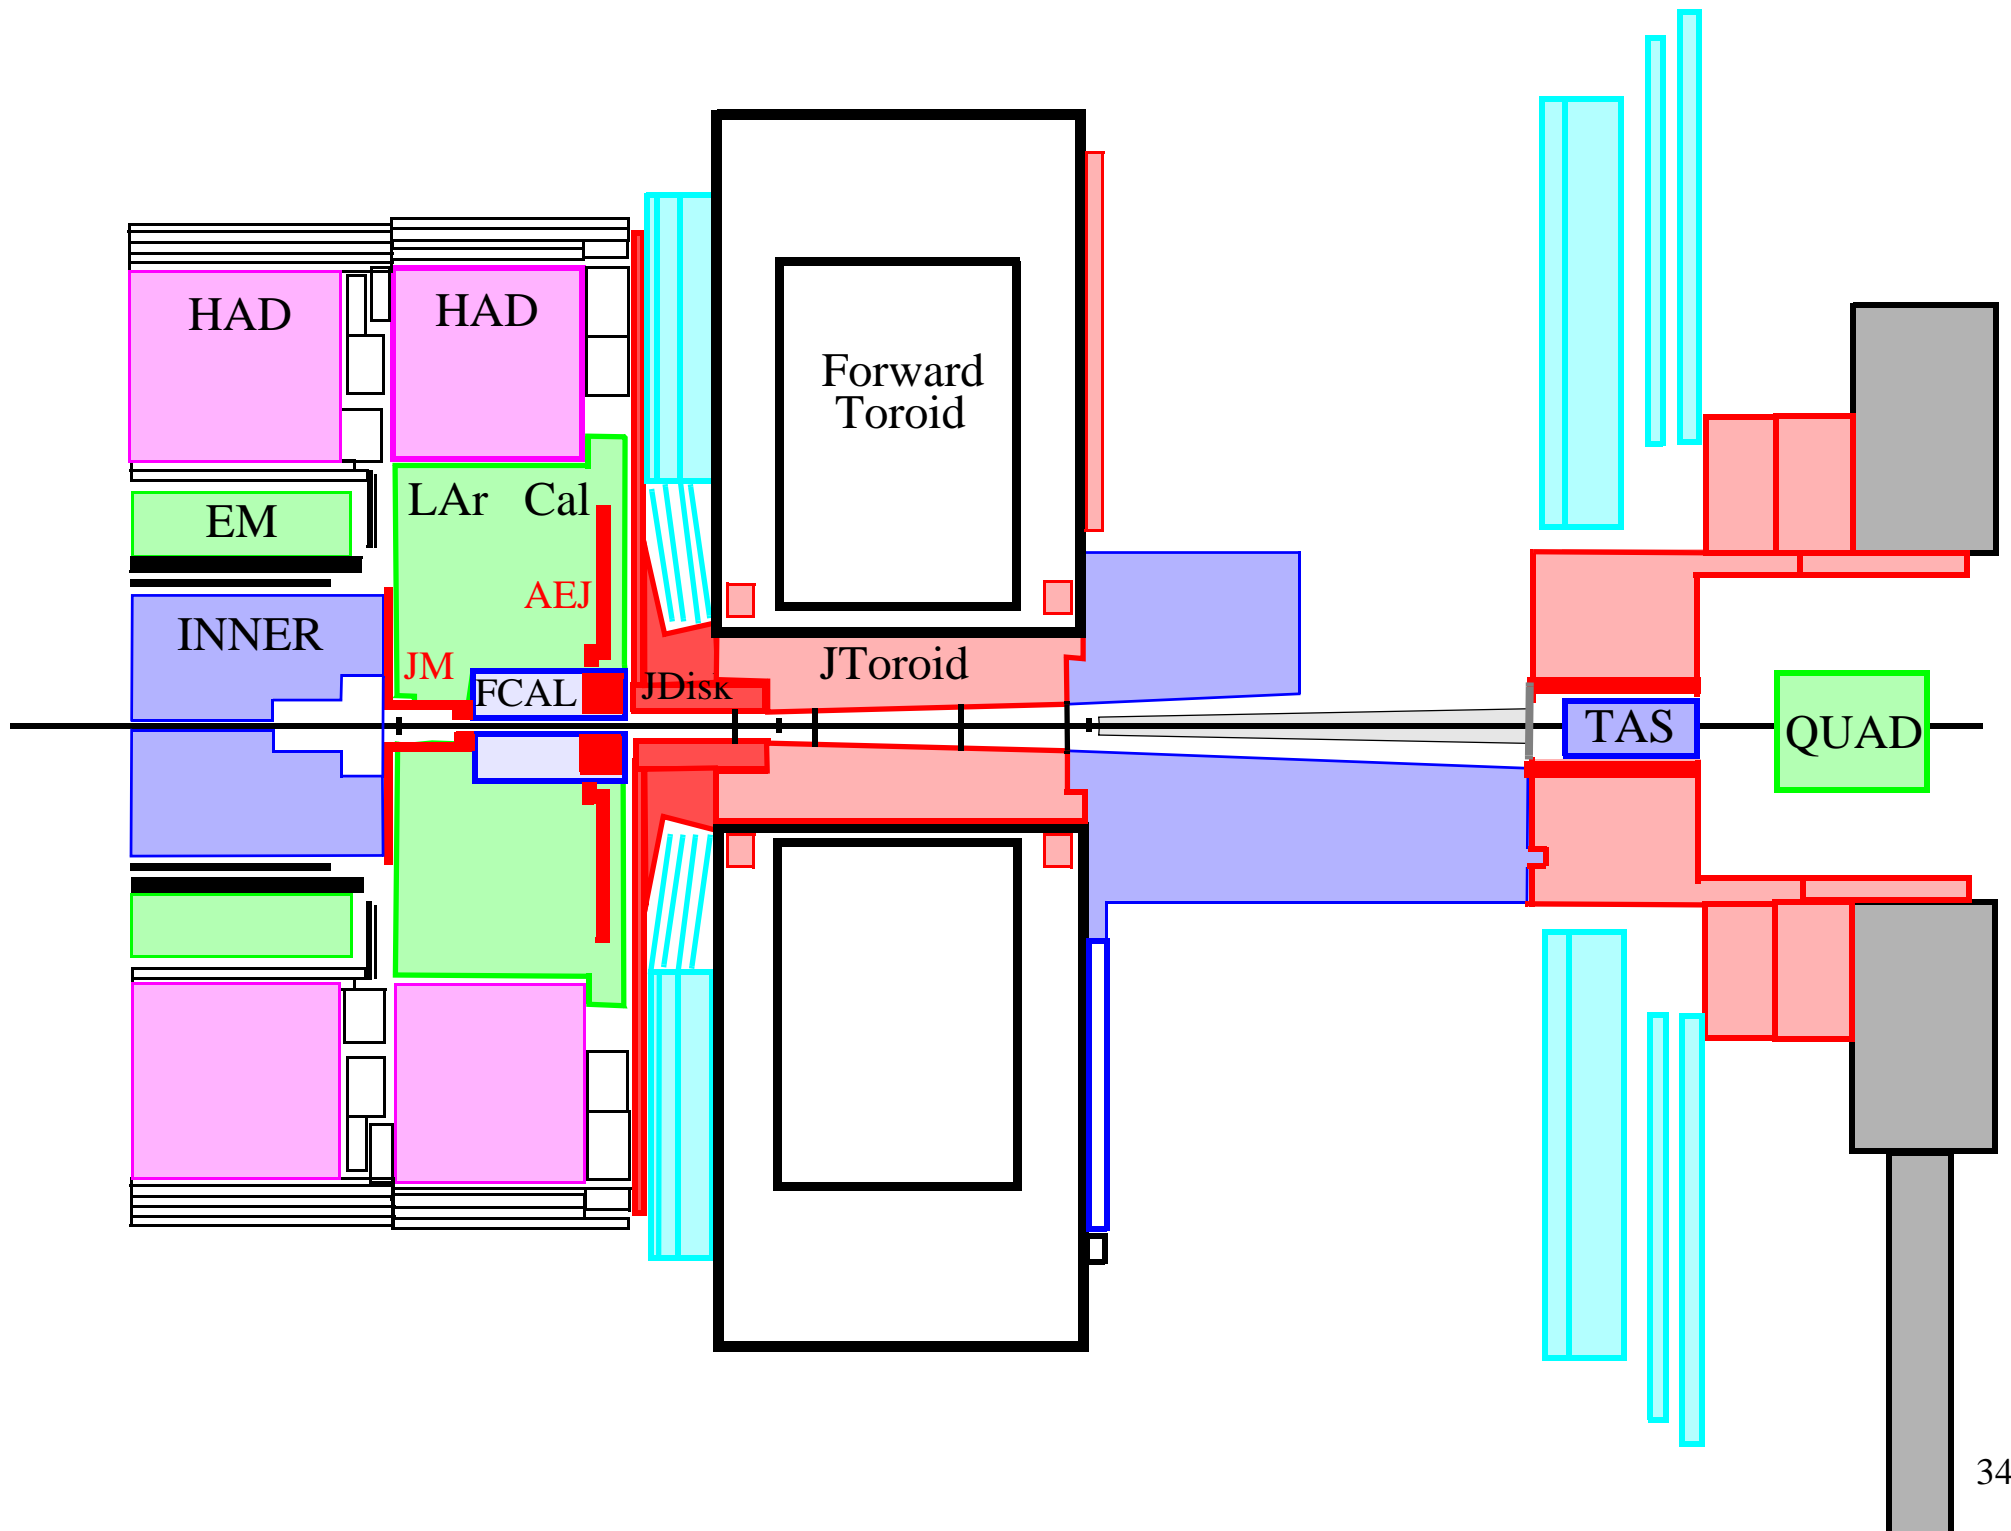 HAD
HAD
Forward
Toroid
LAr Cal
EM
AEJ
INNER
JM
JToroid
FCAL
JDisk
TAS
QUAD
34